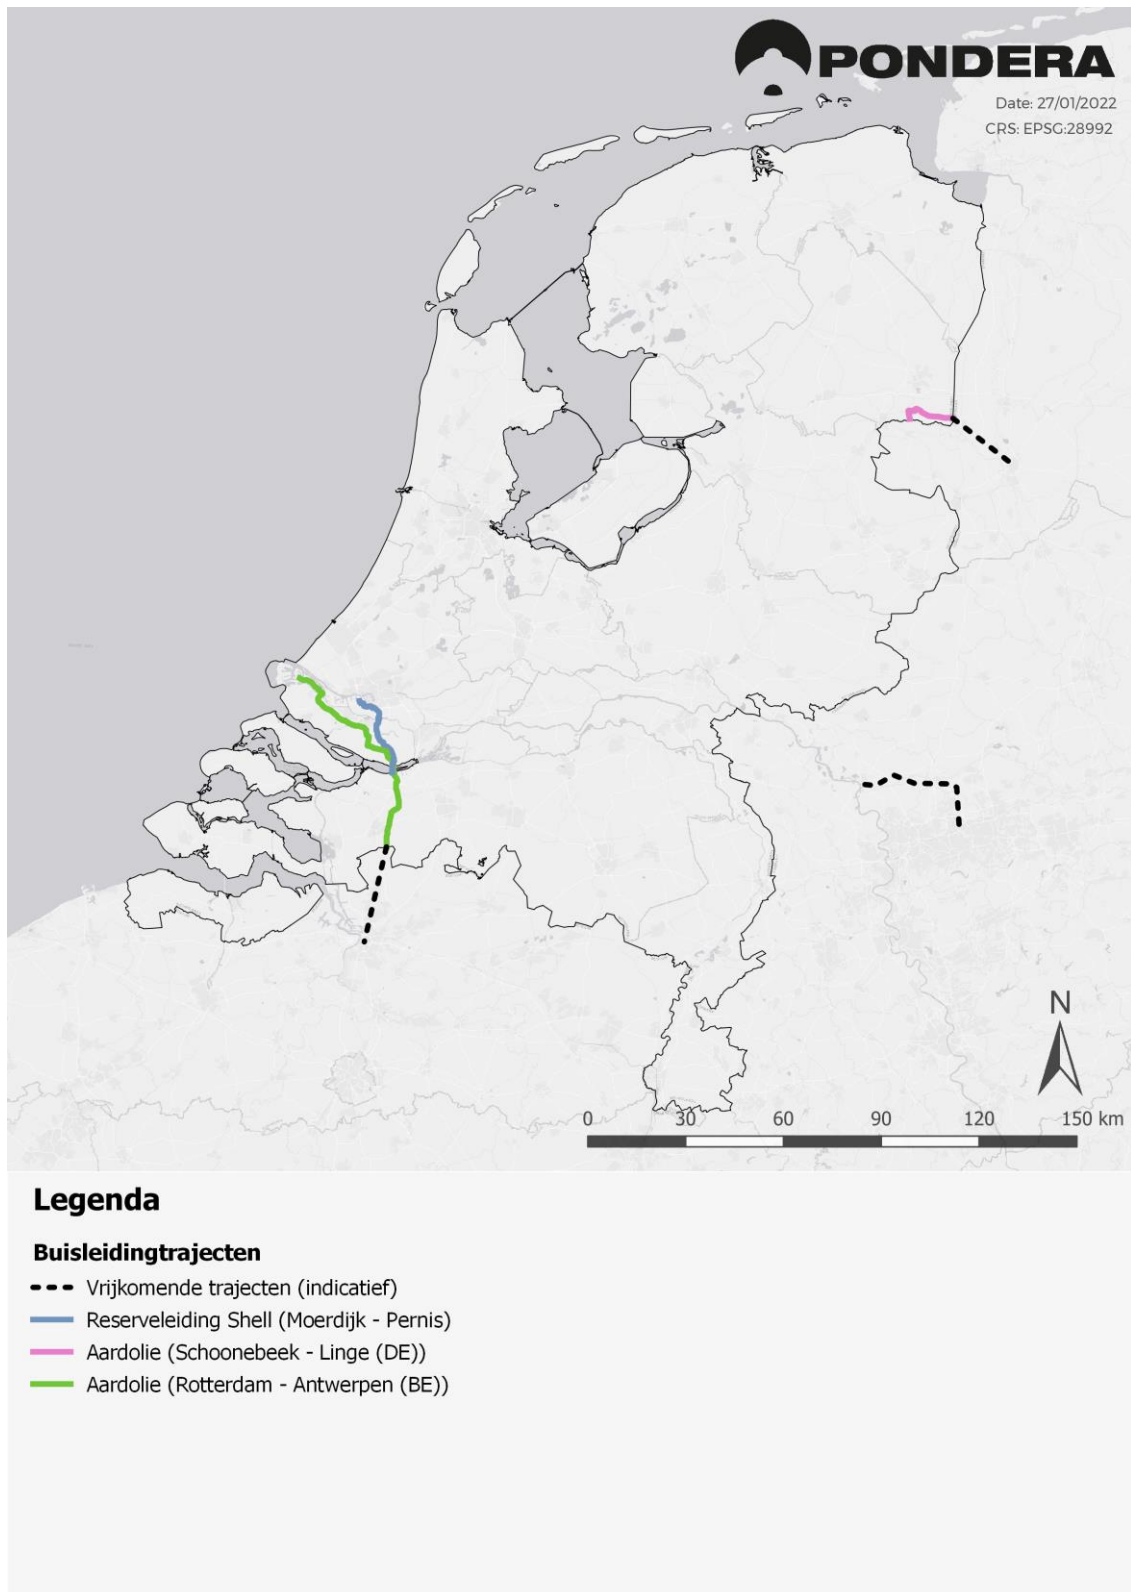 PONDERA
Date: 27/01/2022
CRS: EPSG:28992
N
0 30 60 90 120 150 km
Legenda
Buisleidingtrajecten
Vrijkomende trajecten (indicatief)
Reserveleiding Shell (Moerdijk - Pernis)
Aardolie (Schoonebeek - Linge (DE))
Aardolie (Rotterdam - Antwerpen (BE))